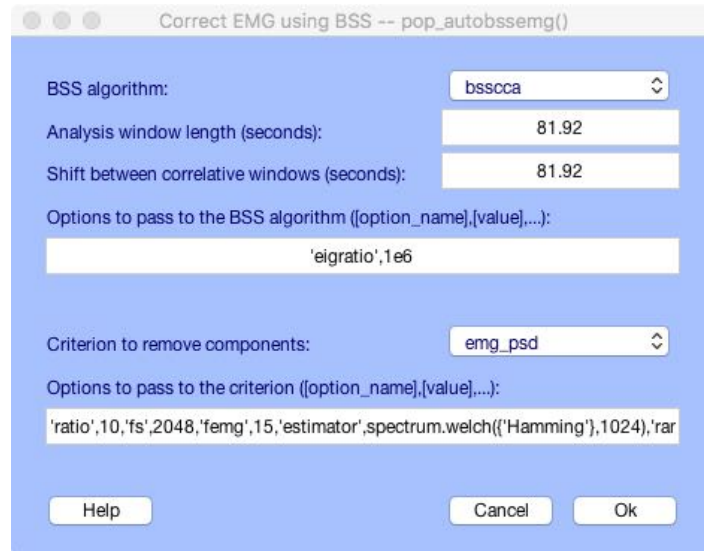 Correct EMG using BSS -- pop_autobssemg()
BSS algorithm:
bsscca
Analysis window length (seconds):
81.92
Shift between correlative windows (seconds):
81.92
Options to pass to the BSS algorithm ([option_name],[value],...):
'eigratio',1e6
Criterion to remove components:
emg_psd
Options to pass to the criterion ([option_name],[value],...):
'ratio',10,'fs',2048,'femg',15,'estimator',spectrum.welch({'Hamming'},1024),'rar
Help
Cancel
Ok